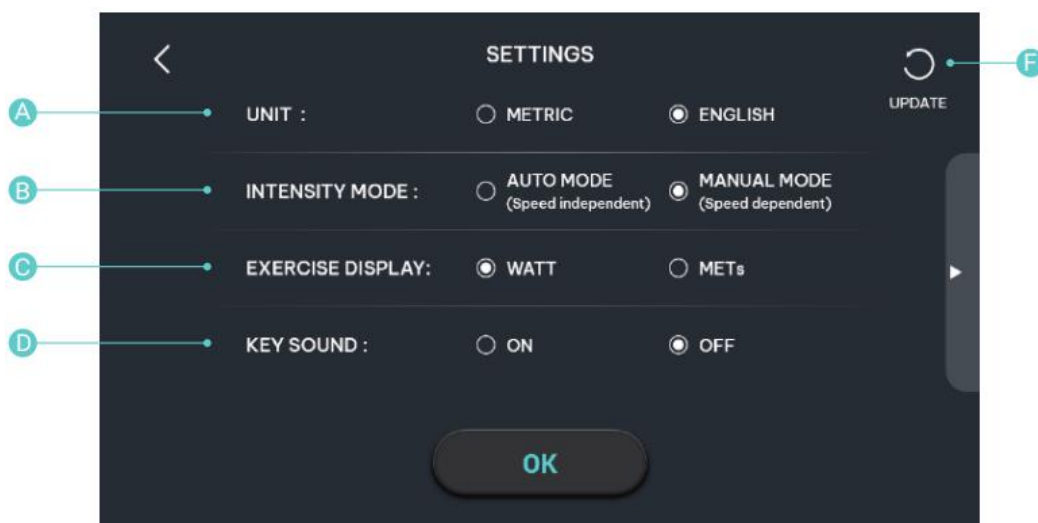 SETTINGS
F
UPDATE
A UNIT : METRIC ENGLISH
B INTENSITY MODE : AUTO MODE (Speed independent) MANUAL MODE (Speed dependent)
C EXERCISE DISPLAY: WATT METs
D KEY SOUND : ON OFF
OK